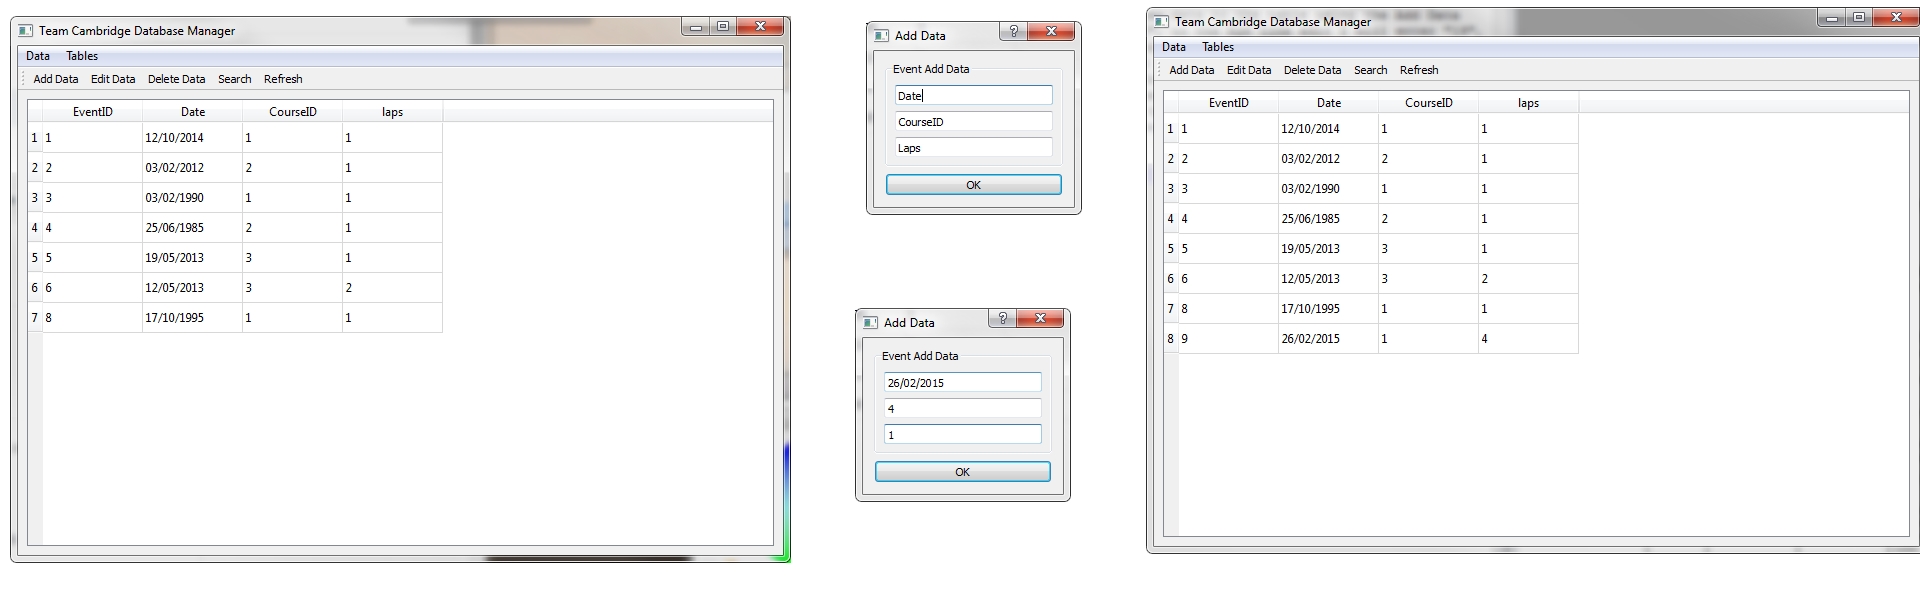 Team Cambridge Database Manager
Data Tables
Add Data Edit Data Delete Data Search Refresh
EventID Date CourseID laps
1 1 12/10/2014 1 1
2 2 03/02/2012 2 1
3 3 03/02/1990 1 1
4 4 25/06/1985 2 1
5 5 19/05/2013 3 1
6 6 12/05/2013 3 2
7 8 17/10/1995 1 1
Add Data
Event Add Data
Date
CourseID
Laps
OK
Add Data
Event Add Data
26/02/2015
4
1
OK
Team Cambridge Database Manager
Data Tables
Add Data Edit Data Delete Data Search Refresh
EventID Date CourseID laps
1 1 12/10/2014 1 1
2 2 03/02/2012 2 1
3 3 03/02/1990 1 1
4 4 25/06/1985 2 1
5 5 19/05/2013 3 1
6 6 12/05/2013 3 2
7 8 17/10/1995 1 1
8 9 26/02/2015 1 4